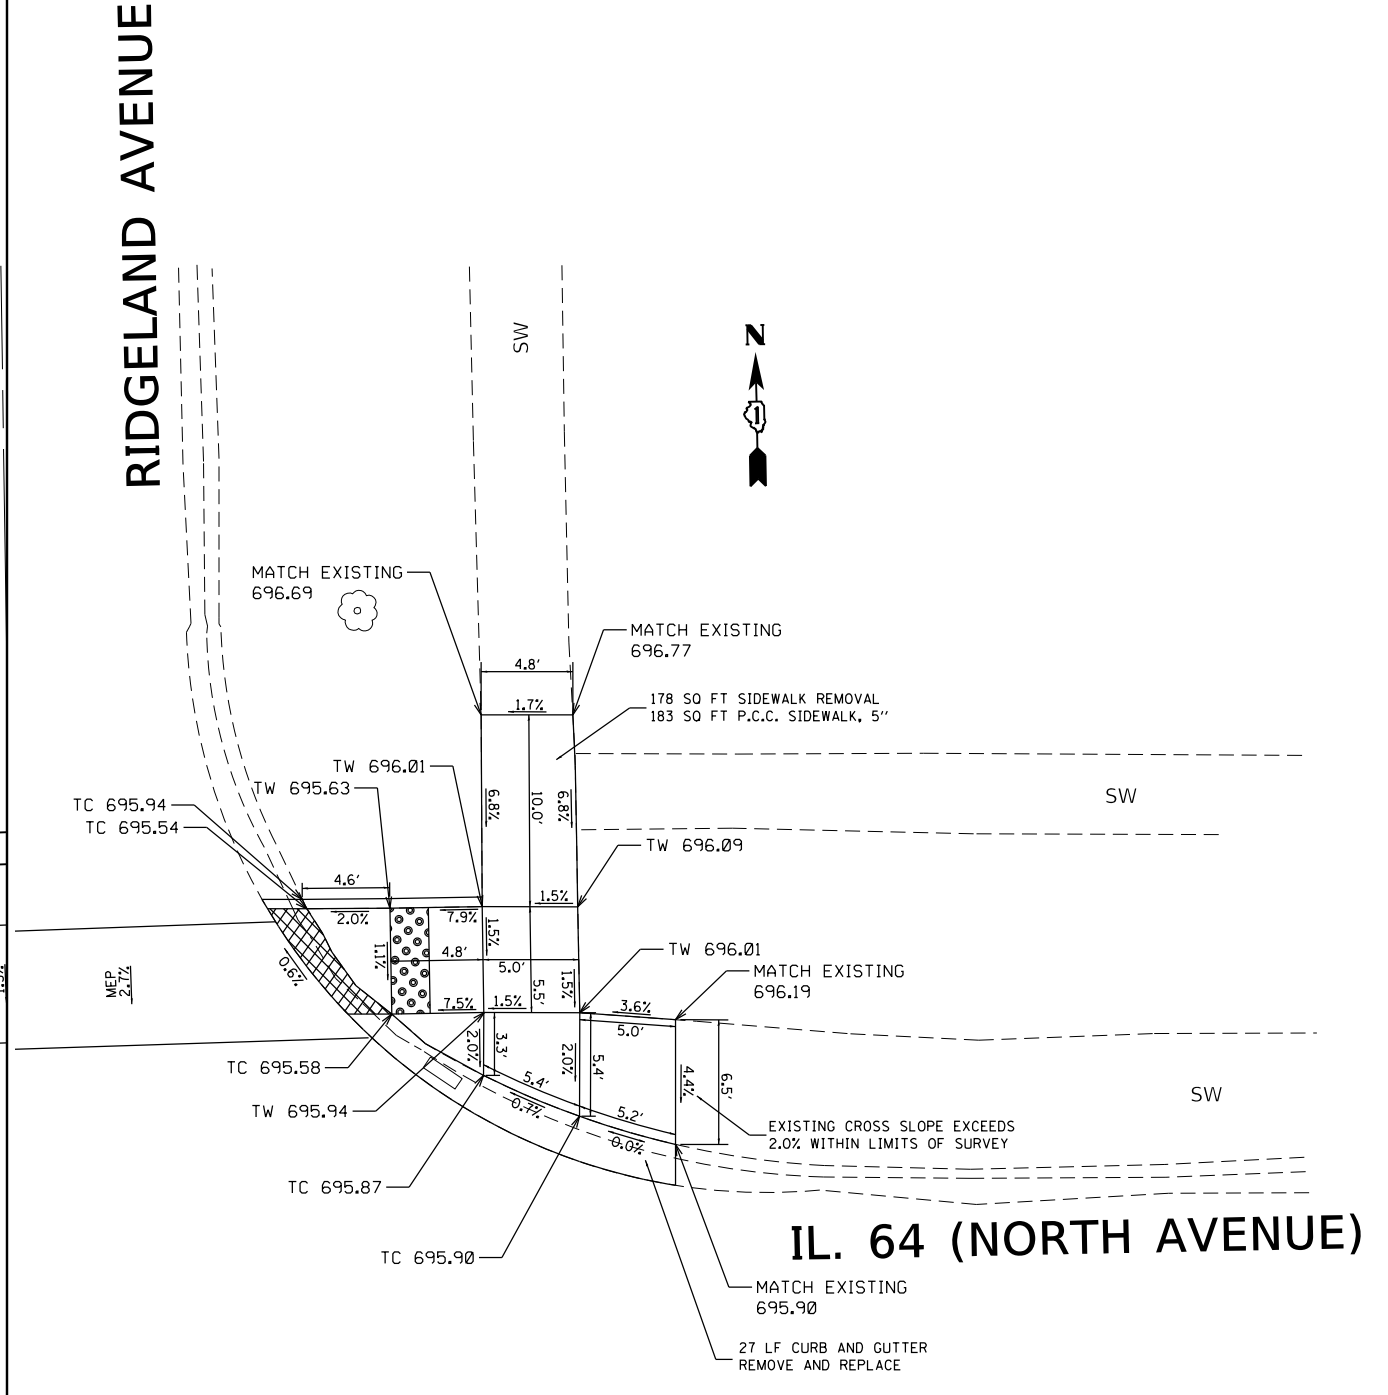 RIDGELAND AVENUE
SW
N
1
MATCH EXISTING
696.69
MATCH EXISTING
696.77
4.8'
1.7%
178 SQ FT SIDEWALK REMOVAL
183 SQ FT P.C.C. SIDEWALK, 5"
TW 696.01
TW 695.63
TC 695.94
TC 695.54
6.8%
10.0'
6.8%
SW
TW 696.09
4.6'
1.5%
2.0%
7.9%
1.5%
1.1%
4.8'
5.0'
TW 696.01
0.6%
MEP
2.7%
1.5%
5.5'
MATCH EXISTING
696.19
7.5%
1.5%
3.6%
5.0'
2.0%
3.3'
2.0%
5.4'
4.4%
6.5'
SW
TC 695.58
5.4'
TW 695.94
0.7%
5.2'
0.0%
EXISTING CROSS SLOPE EXCEEDS
2.0% WITHIN LIMITS OF SURVEY
TC 695.87
IL. 64 (NORTH AVENUE)
TC 695.90
MATCH EXISTING
695.90
27 LF CURB AND GUTTER
REMOVE AND REPLACE